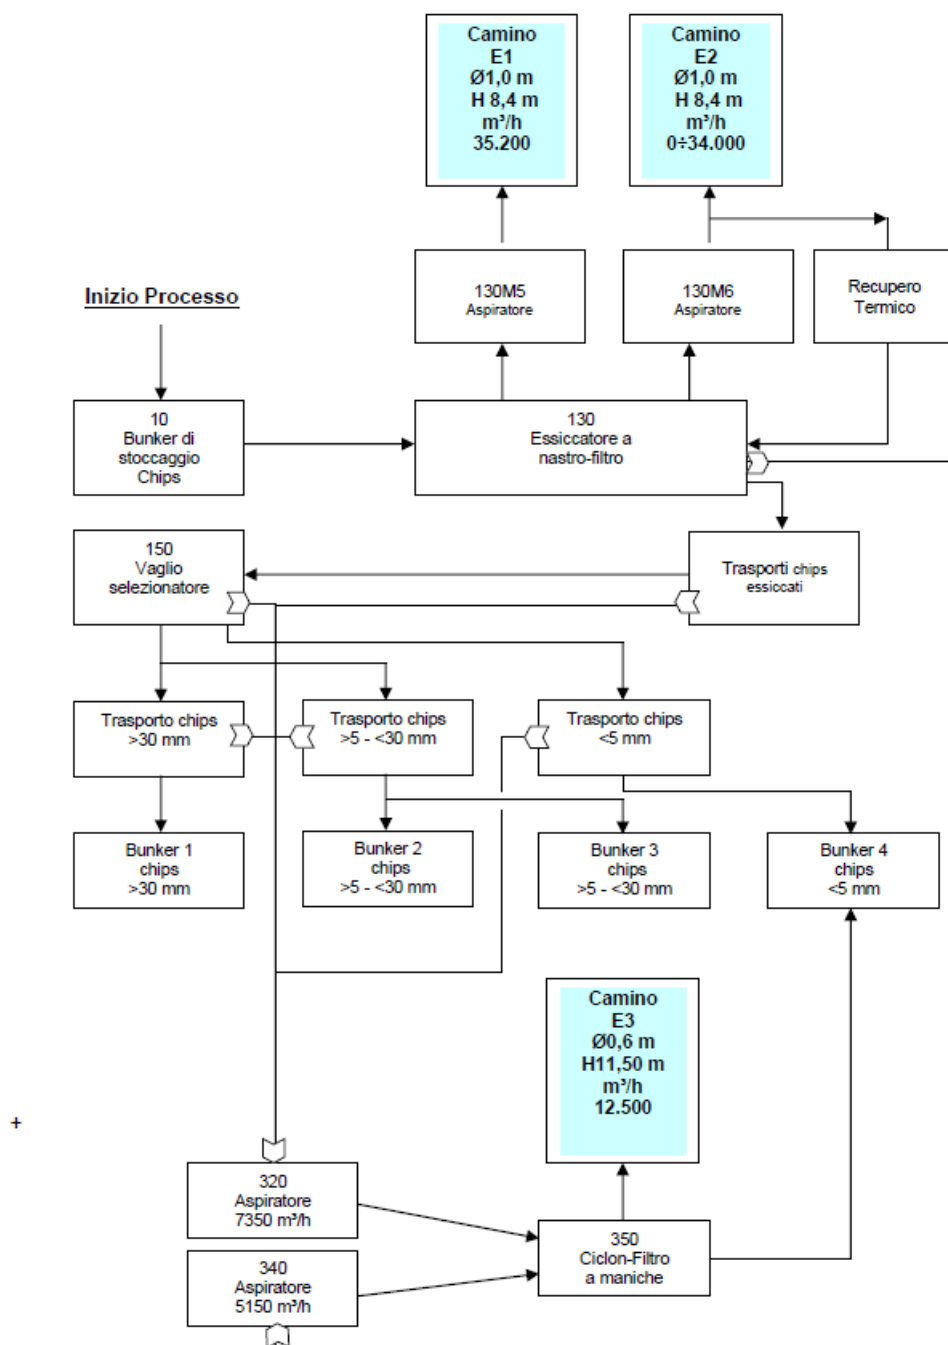 Camino
E1
Ø1,0 m
H 8,4 m
m³/h
35.200
Camino
E2
Ø1,0 m
H 8,4 m
m³/h
0÷34.000
130M5
Aspiratore
130M6
Aspiratore
Recupero
Termico
Inizio Processo
10
Bunker di
stoccaggio
Chips
130
Essiccatore a
nastro-filtro
150
Vaglio
selezionatore
Trasporti chips
essiccati
Trasporto chips
>30 mm
Trasporto chips
>5 - <30 mm
Trasporto chips
<5 mm
Bunker 1
chips
>30 mm
Bunker 2
chips
>5 - <30 mm
Bunker 3
chips
>5 - <30 mm
Bunker 4
chips
<5 mm
Camino
E3
Ø0,6 m
H11,50 m
m³/h
12.500
+
320
Aspiratore
7350 m³/h
340
Aspiratore
5150 m³/h
350
Ciclon-Filtro
a maniche